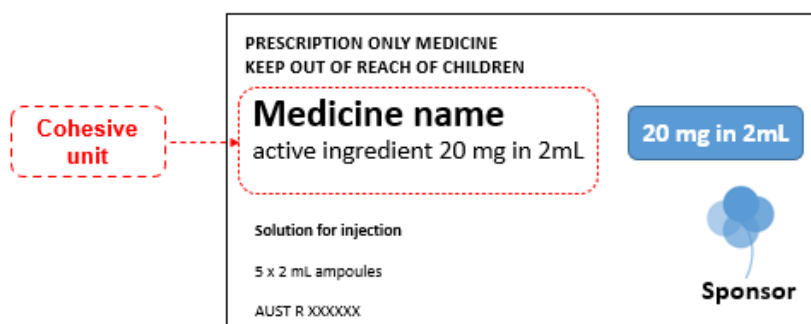 PRESCRIPTION ONLY MEDICINE
KEEP OUT OF REACH OF CHILDREN
Cohesive
unit
Medicine name
active ingredient 20 mg in 2mL
20 mg in 2mL
Solution for injection
5 x 2 mL ampoules
AUST R XXXXXX
Sponsor